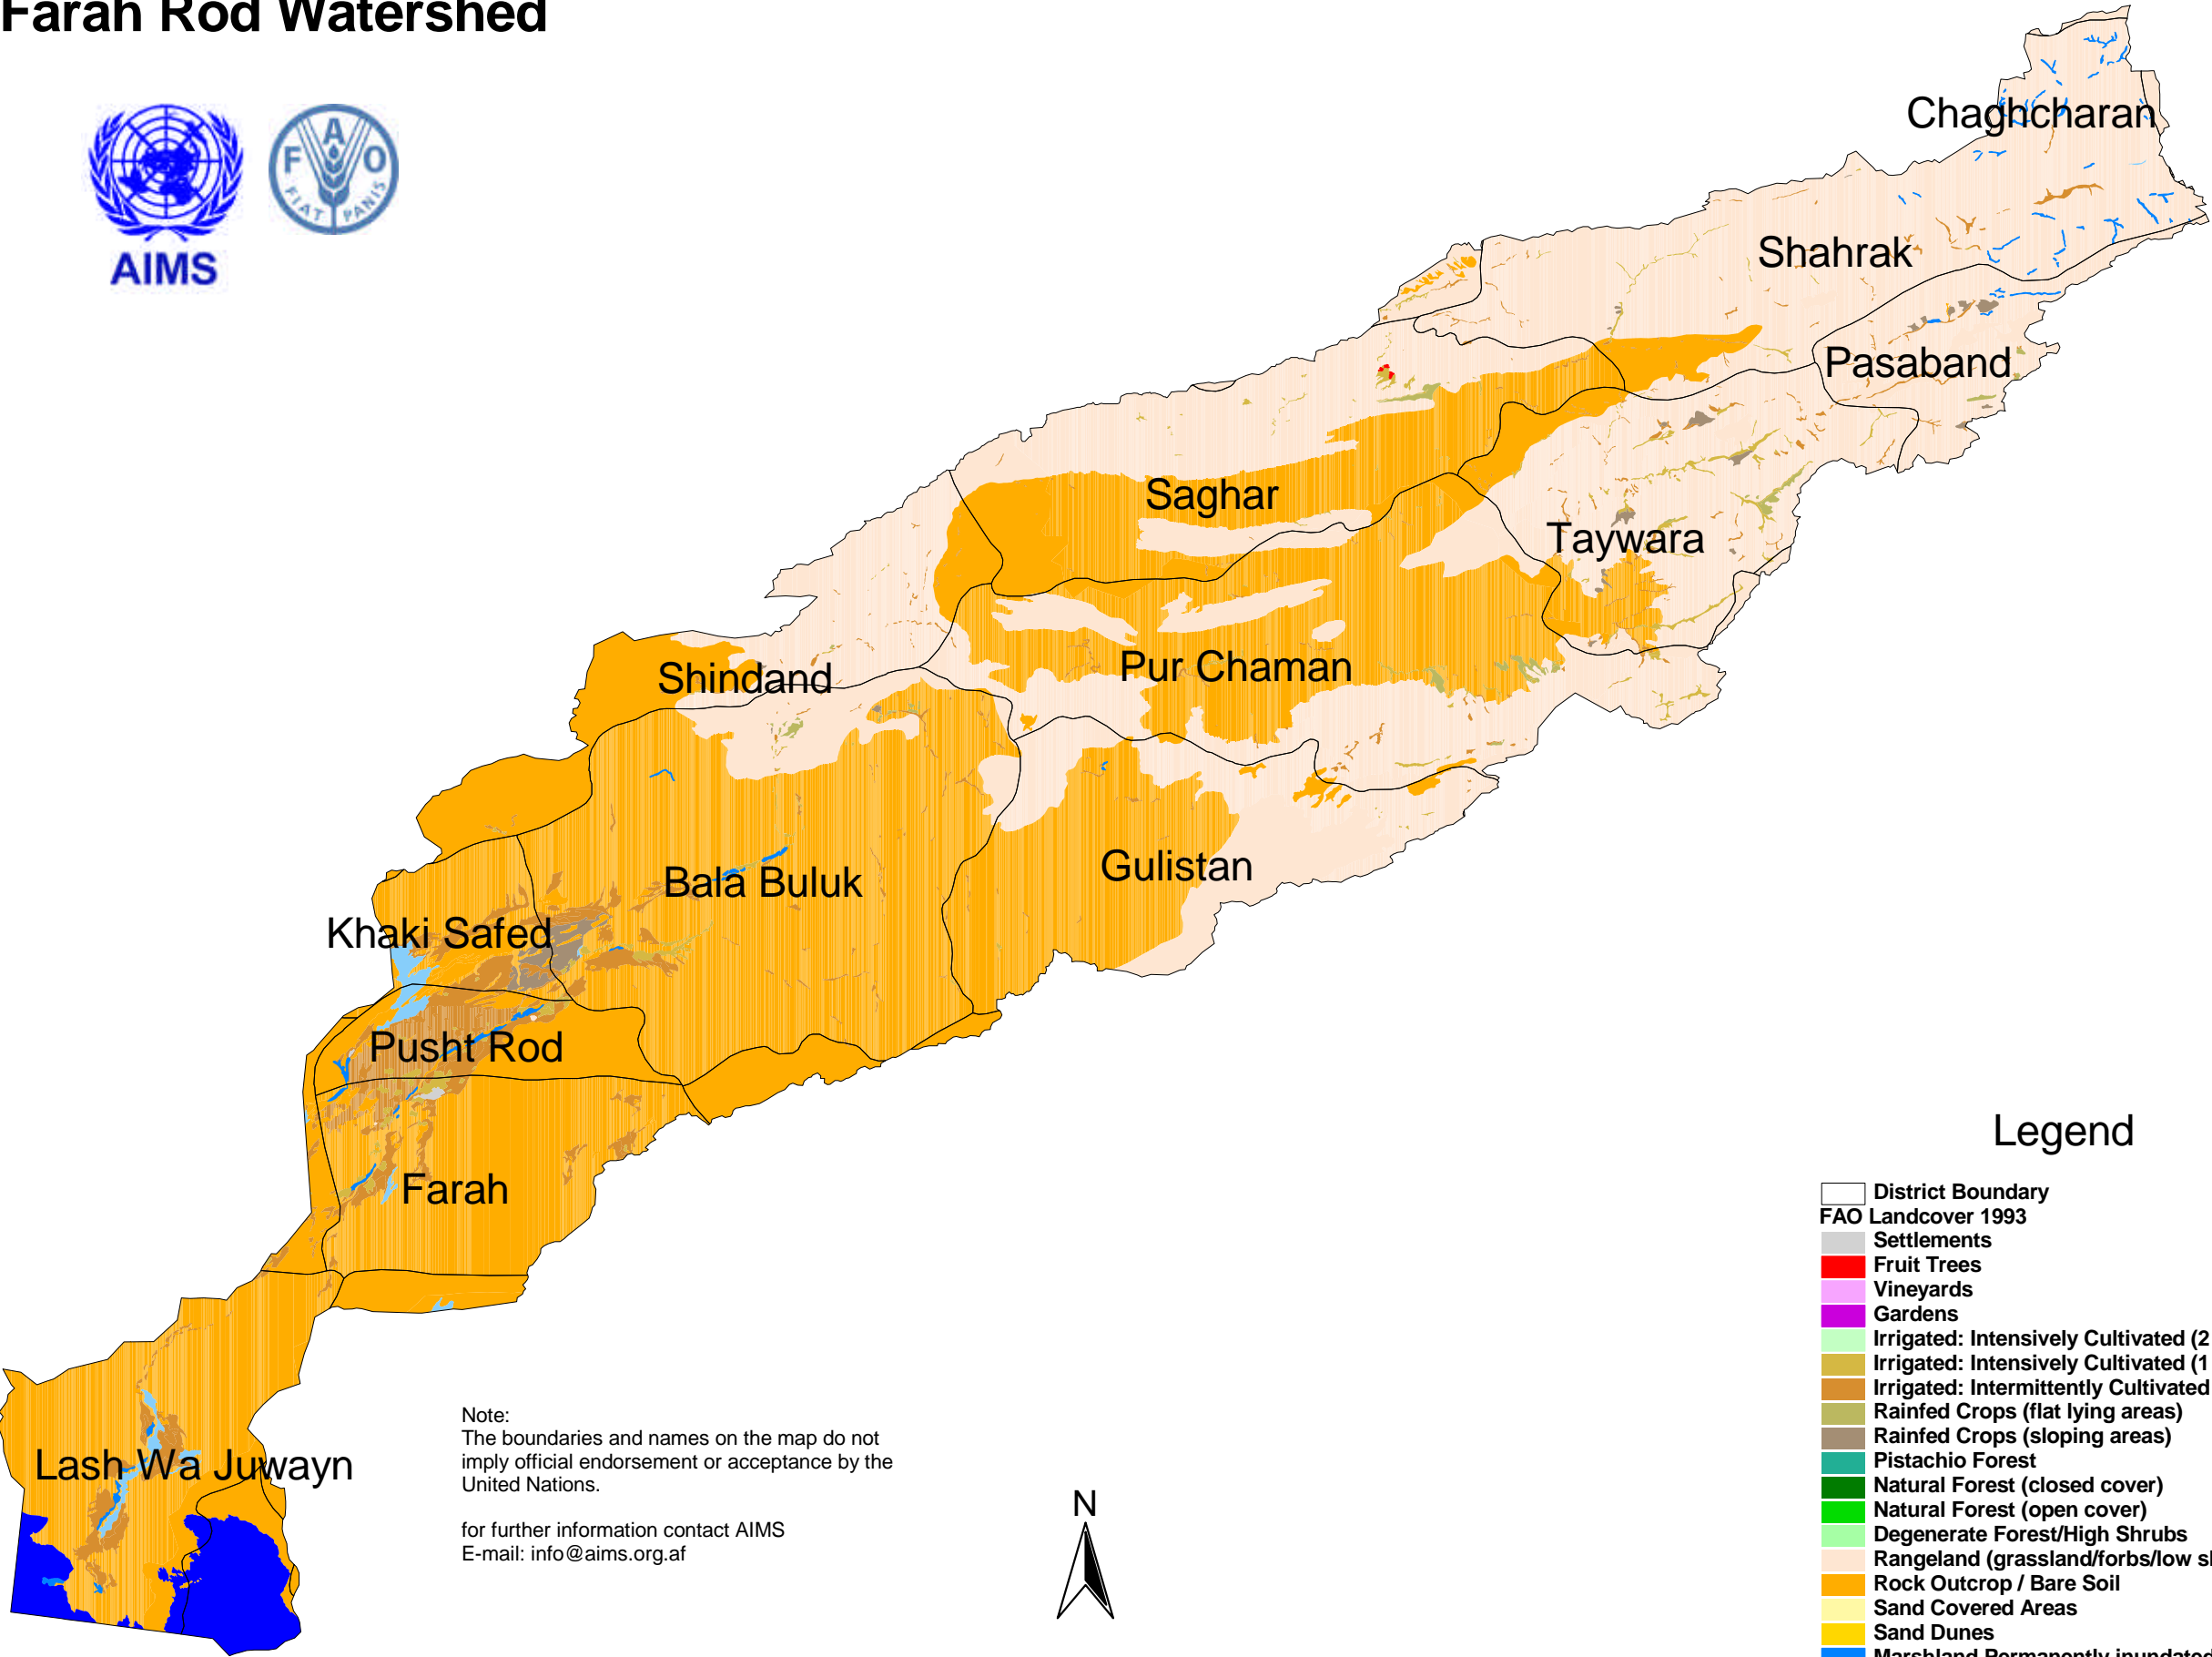 Farah Rod Watershed
AIMS
F A O
FIAT PANIS
Chaghcharan
Shahrak
Pasaband
Saghar
Taywara
Shindand
Pur Chaman
Bala Buluk
Gulistan
Khaki Safed
Pusht Rod
Farah
Lash Wa Juwayn
Note:
The boundaries and names on the map do not
imply official endorsement or acceptance by the
United Nations.
for further information contact AIMS
E-mail: info@aims.org.af
N
Legend
District Boundary
FAO Landcover 1993
Settlements
Fruit Trees
Vineyards
Gardens
Irrigated: Intensively Cultivated (2
Irrigated: Intensively Cultivated (1
Irrigated: Intermittently Cultivated
Rainfed Crops (flat lying areas)
Rainfed Crops (sloping areas)
Pistachio Forest
Natural Forest (closed cover)
Natural Forest (open cover)
Degenerate Forest/High Shrubs
Rangeland (grassland/forbs/low
Rock Outcrop / Bare Soil
Sand Covered Areas
Sand Dunes
Marshland Permanently inundated